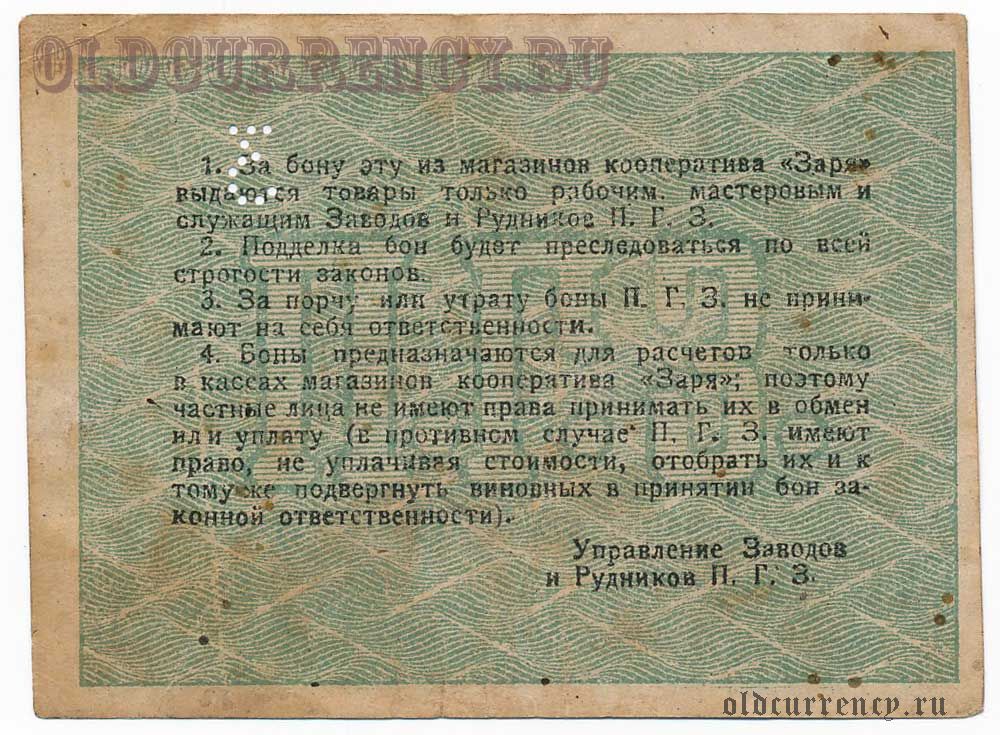 OLDCURRENCY.RU
1. За бону эту из магазинов кооператива «Заря»
выдаются товары только рабочим. мастеровым и
служащим Заводов и Рудников П. Г. З.
2. Подделка бон будет преследоваться по всей
строгости законов.
3. За порчу или утрату боны П. Г. З. не прини-
мают на себя ответственности.
4. Боны предназначаются для расчетов только
в кассах магазинов кооператива «Заря»; поэтому
частные лица не имеют права принимать их в обмен
или уплату (в противном случае П. Г. З. имеют
право, не уплачивая стоимости, отобрать их и к
тому же подвергнуть виновных в принятии бон за-
конной ответственности).
Управление Заводов
и Рудников П. Г. З.
oldcurrency.ru